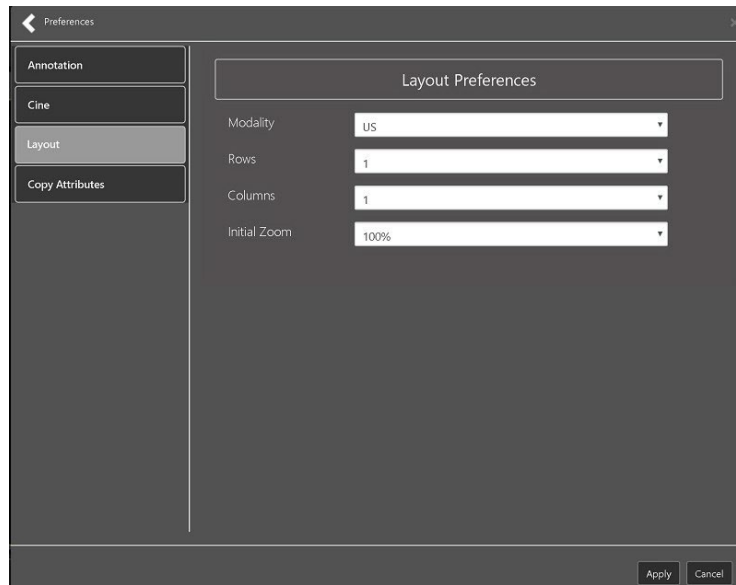 Preferences
Annotation
Cine
Layout
Copy Attributes
Layout Preferences
Modality US
Rows 1
Columns 1
Initial Zoom 100%
Apply Cancel